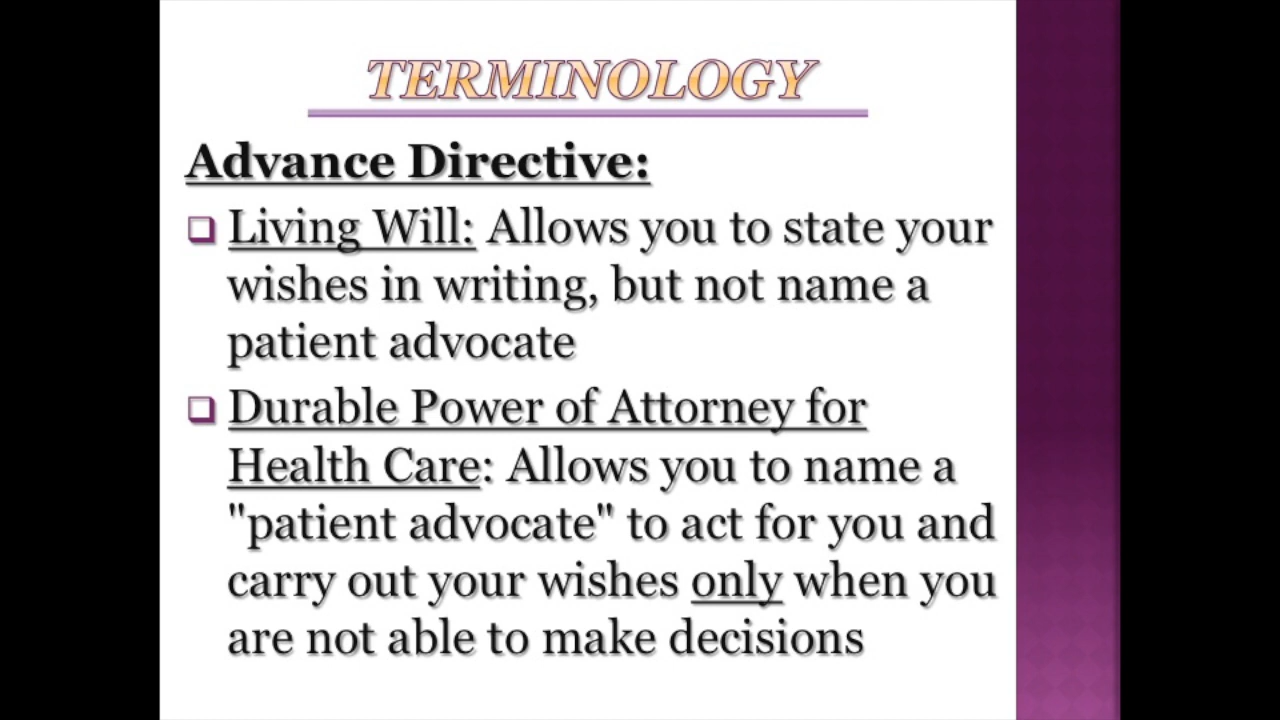 TERMINOLOGY
Advance Directive:
Living Will: Allows you to state your
wishes in writing, but not name a
patient advocate
Durable Power of Attorney for
Health Care: Allows you to name a
"patient advocate" to act for you and
carry out your wishes only when you
are not able to make decisions